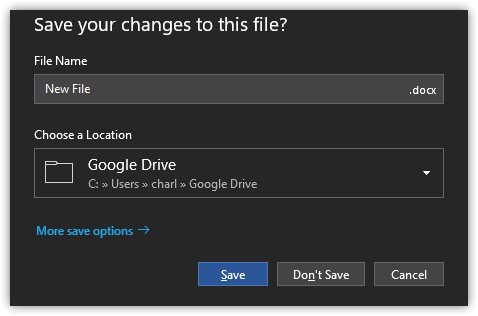 Save your changes to this file?
File Name
New File .docx
Choose a Location
Google Drive
C: » Users » charl » Google Drive
More save options →
Save Don't Save Cancel